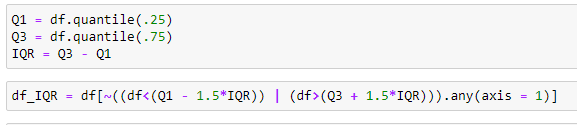 Q1 = df.quantile(.25)
Q3 = df.quantile(.75)
IQR = Q3 - Q1
df_IQR = df[~((df<(Q1 - 1.5*IQR)) | (df>(Q3 + 1.5*IQR))).any(axis = 1)]